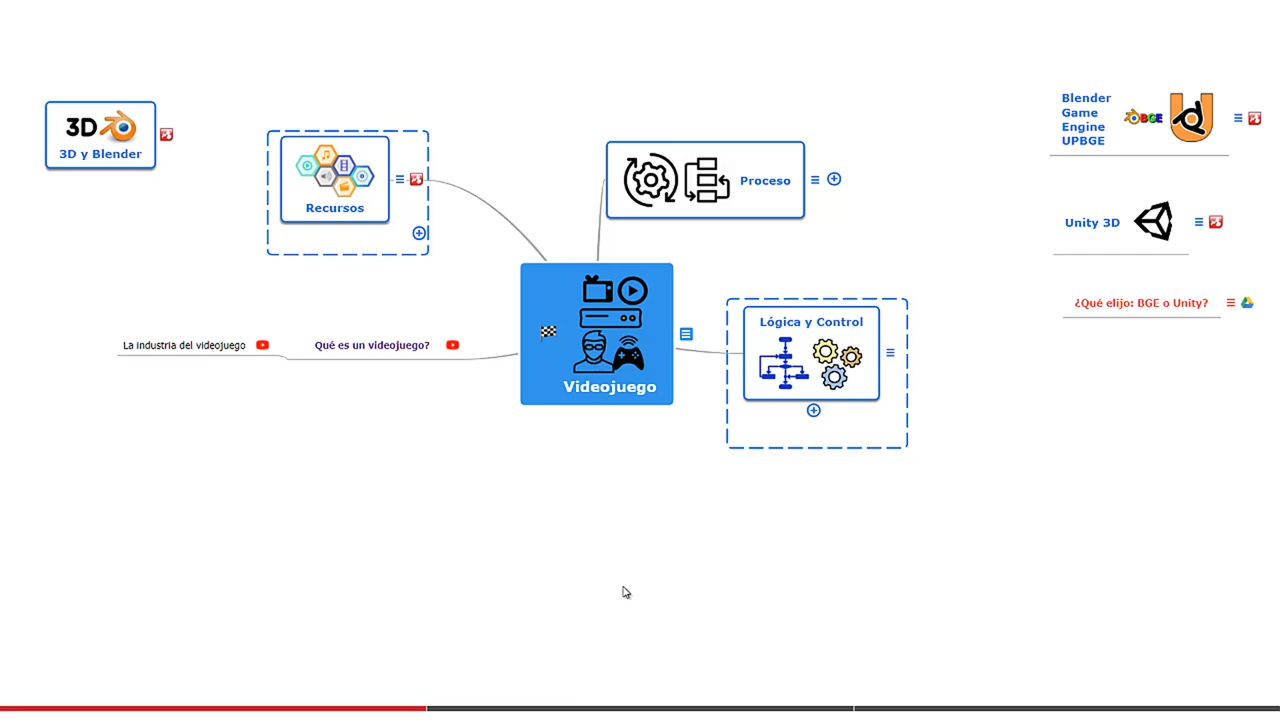 3D
3D y Blender
Recursos
Proceso
Blender
Game
Engine
UPBGE
BGE
Unity 3D
¿Qué elijo: BGE o Unity?
La industria del videojuego
Qué es un videojuego?
Videojuego
Lógica y Control